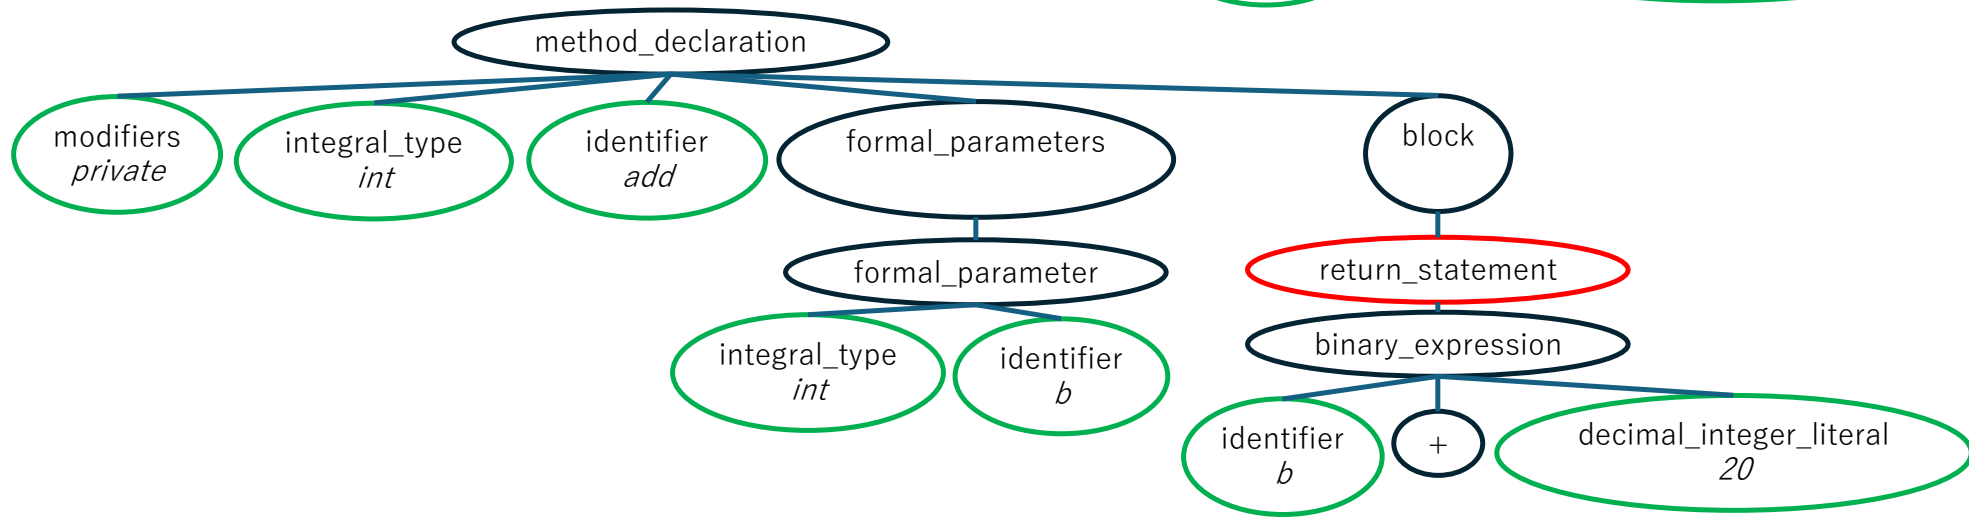 method_declaration
modifiers
private
integral_type
int
identifier
add
formal_parameters
block
formal_parameter
return_statement
integral_type
int
identifier
b
binary_expression
identifier
b
+
decimal_integer_literal
20